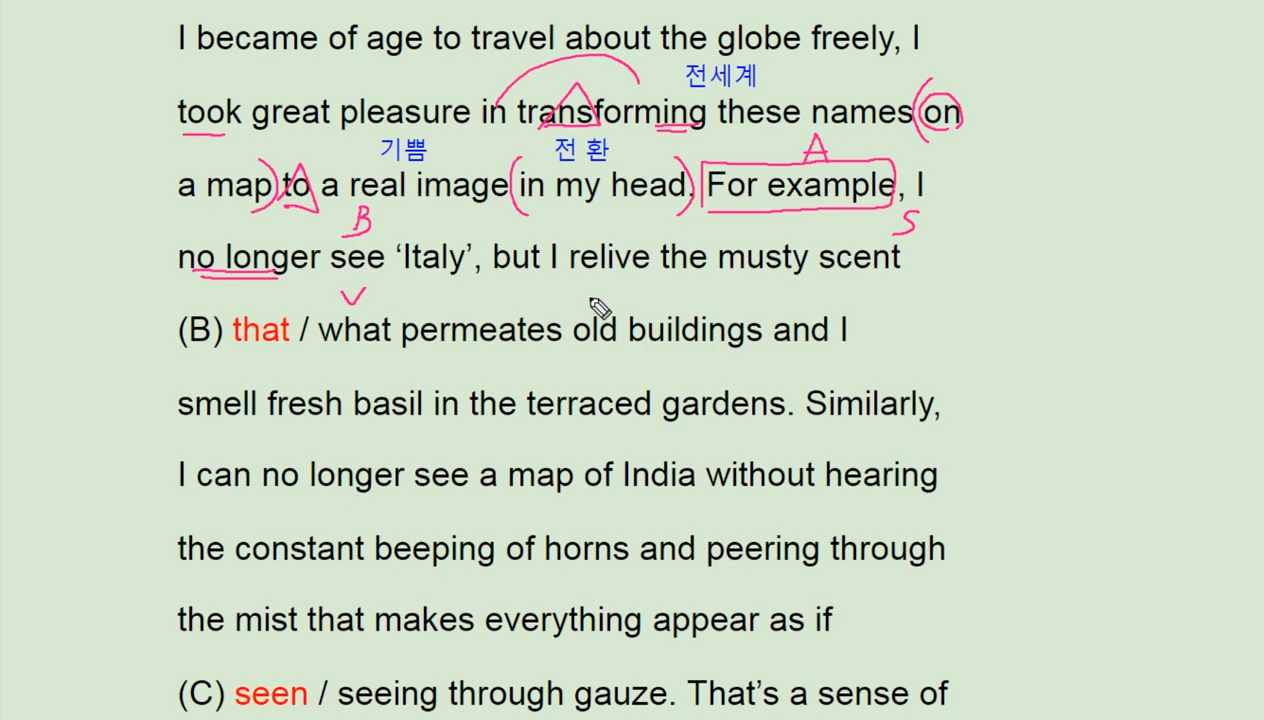 I became of age to travel about the globe freely, I
전세계
took great pleasure in transforming these names on
기쁨 전 환 A
a map to a real image in my head. For example, I
B S
no longer see ‘Italy’, but I relive the musty scent
V
(B) that / what permeates old buildings and I
smell fresh basil in the terraced gardens. Similarly,
I can no longer see a map of India without hearing
the constant beeping of horns and peering through
the mist that makes everything appear as if
(C) seen / seeing through gauze. That’s a sense of